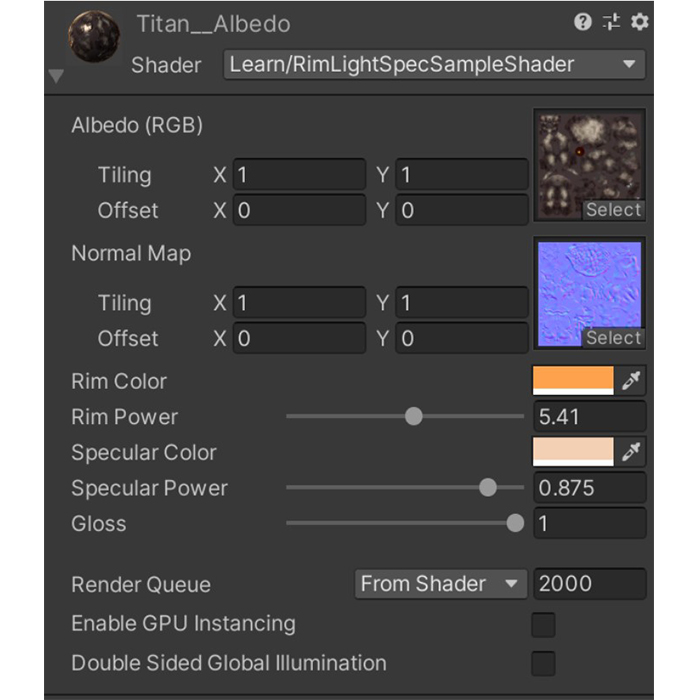 Titan__Albedo
Shader Learn/RimLightSpecSampleShader
Albedo (RGB)
Tiling X 1 Y 1
Offset X 0 Y 0
Select
Normal Map
Tiling X 1 Y 1
Offset X 0 Y 0
Select
Rim Color
Rim Power 5.41
Specular Color
Specular Power 0.875
Gloss 1
Render Queue From Shader 2000
Enable GPU Instancing
Double Sided Global Illumination